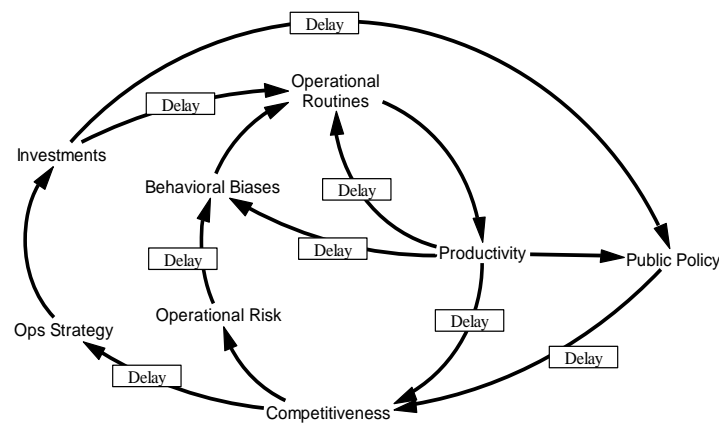 Delay
Operational
Routines
Delay
Investments
Behavioral Biases
Delay
Delay
Productivity
Public Policy
Delay
Operational Risk
Ops Strategy
Delay
Delay
Delay
Competitiveness